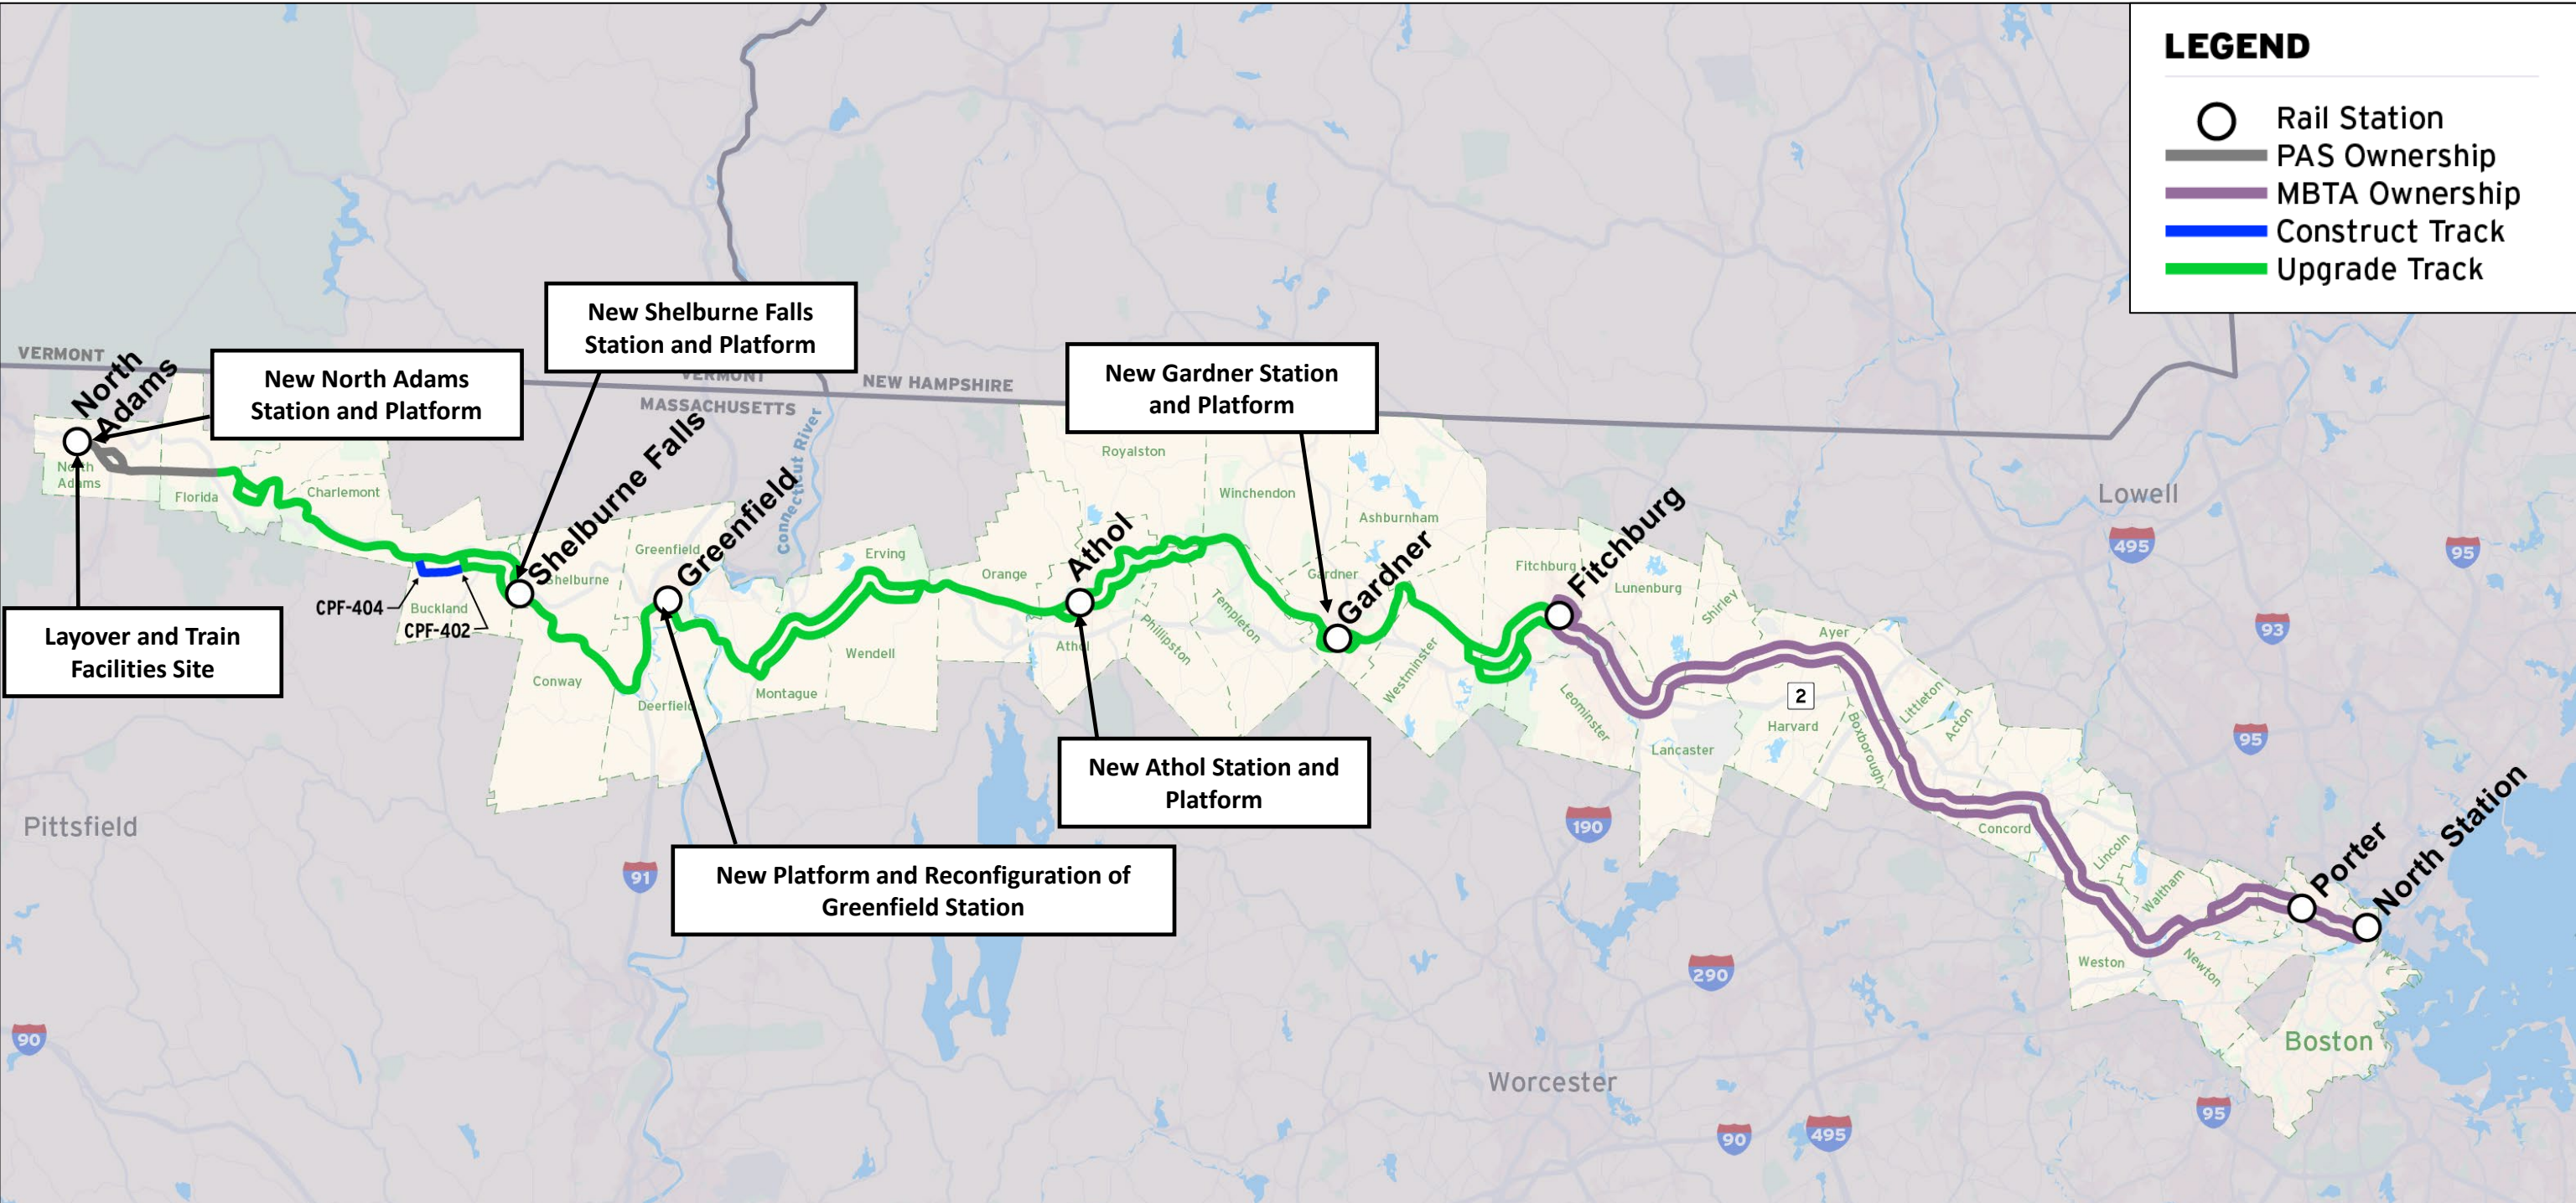 LEGEND
Rail Station
PAS Ownership
MBTA Ownership
Construct Track
Upgrade Track
VERMONT
North
Adams
New North Adams
Station and Platform
New Shelburne Falls
Station and Platform
VERMONT
NEW HAMPSHIRE
MASSACHUSETTS
Connecticut River
New Gardner Station
and Platform
North
Adams
Florida
Charlemont
Shelburne Falls
Greenfield
Greenfield
Shelburne
CPF-404
Buckland
CPF-402
Layover and Train
Facilities Site
Conway
Deerfield
Montague
Wendell
Erving
Orange
Athol
Athol
Royalston
Phillipston
Templeton
Winchendon
Gardner
Gardner
Ashburnham
Westminster
Fitchburg
Fitchburg
Lunenburg
Shirley
Leominster
Lancaster
Ayer
2
Harvard
Boxborough
Littleton
Acton
Lowell
495
95
93
95
New Athol Station and
Platform
New Platform and Reconfiguration of
Greenfield Station
Pittsfield
91
90
190
290
Worcester
90
495
95
Concord
Lincoln
Waltham
Weston
Newton
2
Porter
North Station
Boston